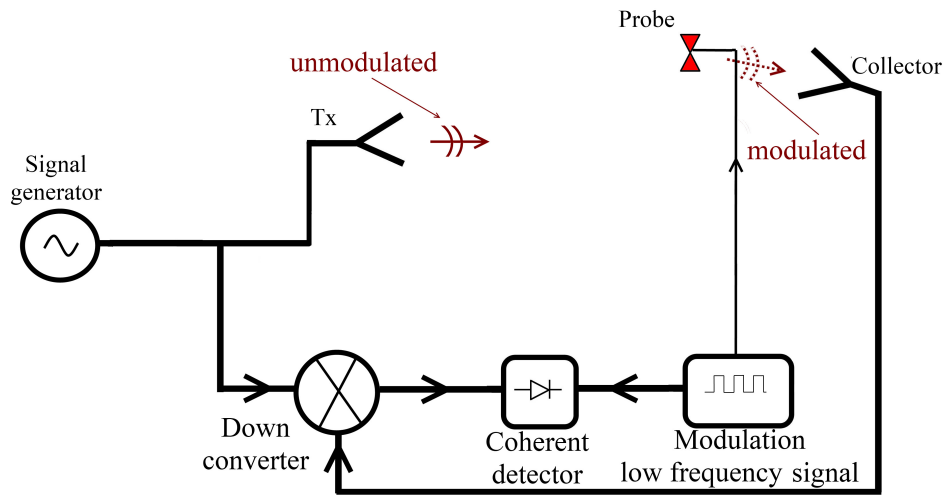 Probe
unmodulated
Collector
Tx
modulated
Signal
generator
Down
converter
Coherent
detector
Modulation
low frequency signal